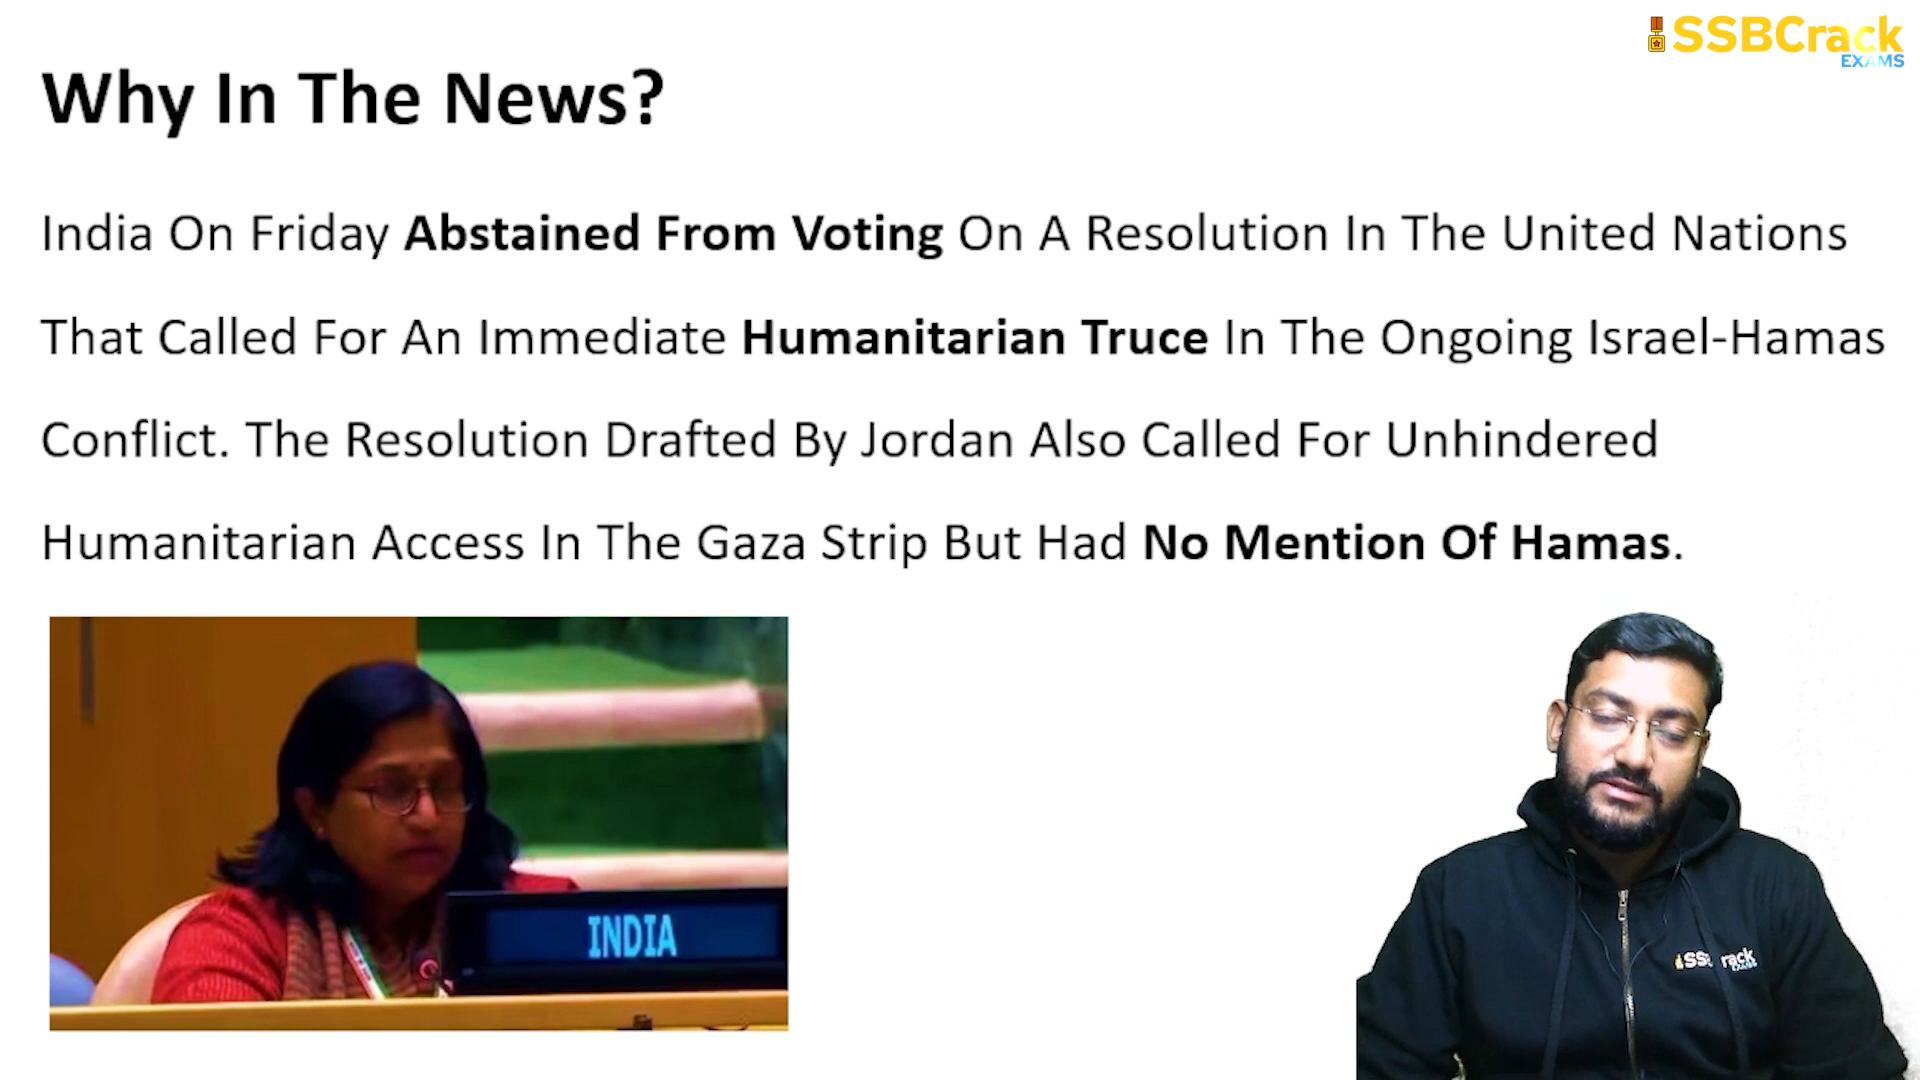 SSBCrack
EXAMS
Why In The News?
India On Friday Abstained From Voting On A Resolution In The United Nations
That Called For An Immediate Humanitarian Truce In The Ongoing Israel-Hamas
Conflict. The Resolution Drafted By Jordan Also Called For Unhindered
Humanitarian Access In The Gaza Strip But Had No Mention Of Hamas.
INDIA